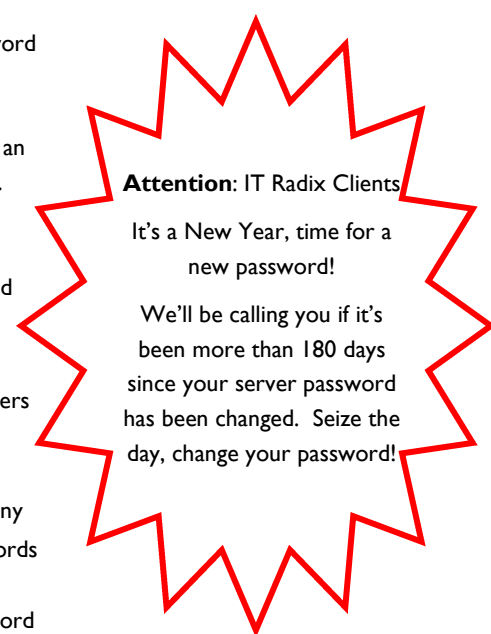 word
an
.
d
ers
ny
ords
ord
Attention: IT Radix Clients
It's a New Year, time for a
new password!
We'll be calling you if it's
been more than 180 days
since your server password
has been changed.  Seize the
day, change your password!